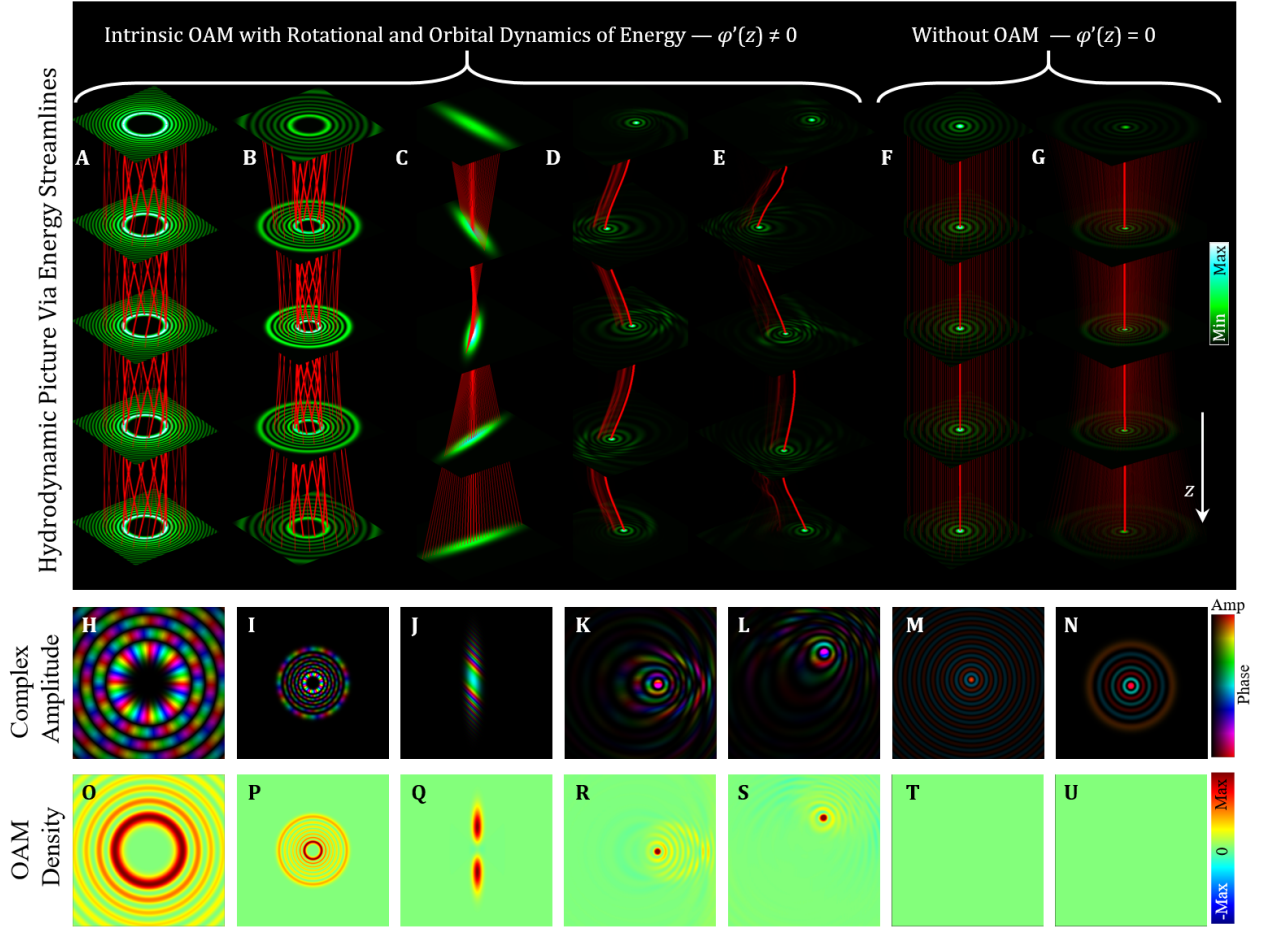 Intrinsic OAM with Rotational and Orbital Dynamics of Energy — φ’(z) ≠ 0
Without OAM — φ’(z) = 0
Hydrodynamic Picture Via Energy Streamlines
A
B
C
D
E
F
G
Max
Min
z
Complex
Amplitude
H
I
J
K
L
M
N
Amp
Phase
OAM
Density
O
P
Q
R
S
T
U
Max
0
-Max